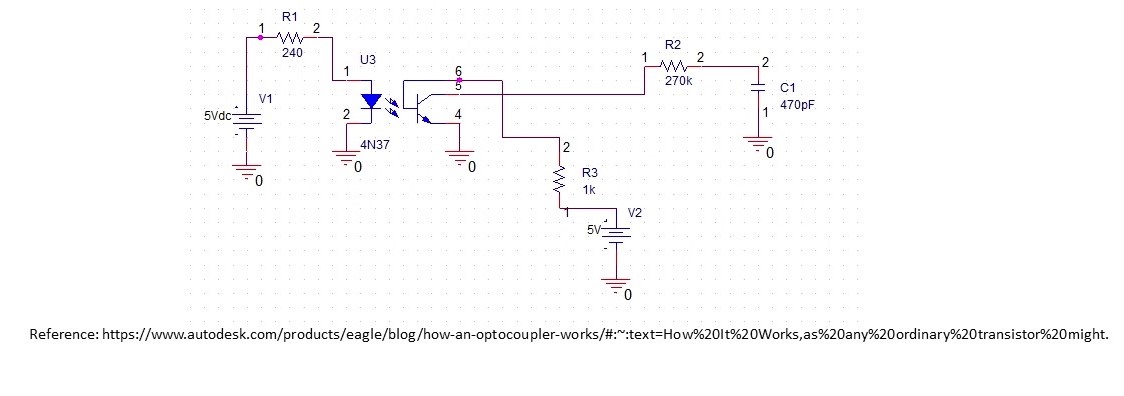 R1
1
2
240
U3
R2
1
2
270k
2
C1
470pF
1
1
6
5
V1
5Vdc
2
4
4N37
0
0
0
0
2
R3
1k
1
V2
5V
0
Reference: https://www.autodesk.com/products/eagle/blog/how-an-optocoupler-works/#:~:text=How%20It%20Works,as%20any%20ordinary%20transistor%20might.